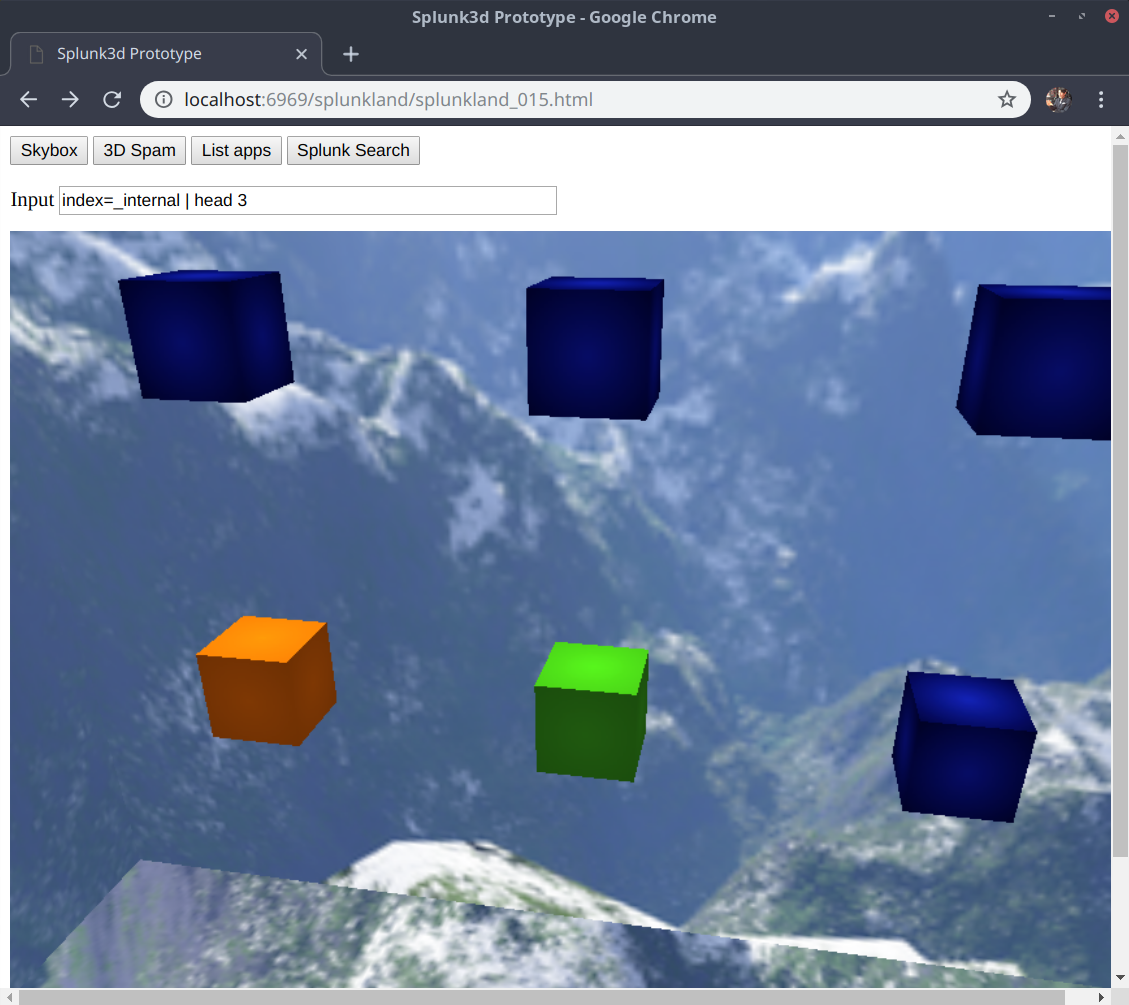 Splunk3d Prototype - Google Chrome
Splunk3d Prototype
localhost:6969/splunkland/splunkland_015.html
Skybox 3D Spam List apps Splunk Search
Input index=_internal | head 3